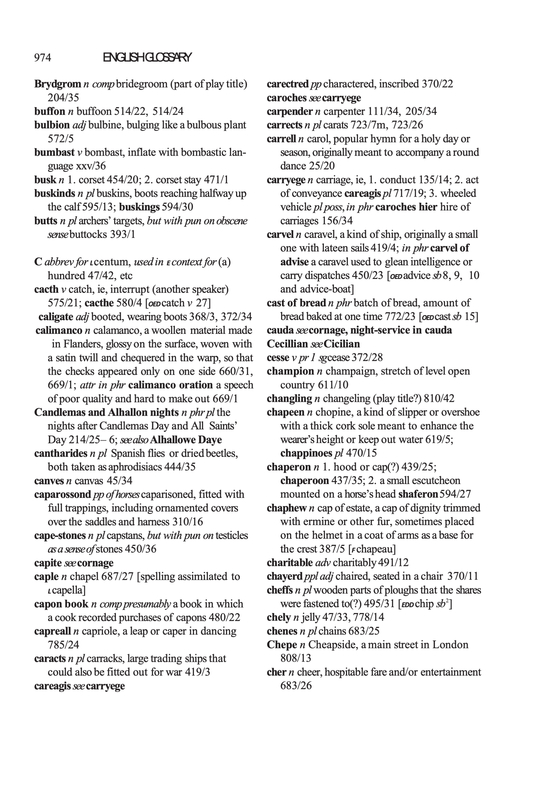 974 ENGLISH GLOSSARY
Brydgrom n comp bridegroom (part of play title)
204/35
buffon n buffoon 514/22, 514/24
bulbion adj bulbine, bulging like a bulbous plant
572/5
bumbast v bombast, inflate with bombastic lan-
guage xxv/36
busk n 1. corset 454/20; 2. corset stay 471/1
buskinds n pl buskins, boots reaching halfway up
the calf 595/13; buskings 594/30
butts n pl archers' targets, but with pun on obscene
sense buttocks 393/1
C abbrev for L centum, used in E context for (a)
hundred 47/42, etc
cacth v catch, ie, interrupt (another speaker)
575/21; cacthe 580/4 [OED catch v 27]
caligate adj booted, wearing boots 368/3, 372/34
calimanco n calamanco, a woollen material made
in Flanders, glossy on the surface, woven with
a satin twill and chequered in the warp, so that
the checks appeared only on one side 660/31,
669/1; attr in phr calimanco oration a speech
of poor quality and hard to make out 669/1
Candlemas and Alhallon nights n phr pl the
nights after Candlemas Day and All Saints'
Day 214/25– 6; see also Alhallowe Daye
cantharides n pl Spanish flies or dried beetles,
both taken as aphrodisiacs 444/35
canves n canvas 45/34
caparossond pp of horses caparisoned, fitted with
full trappings, including ornamented covers
over the saddles and harness 310/16
cape-stones n pl capstans, but with pun on testicles
as a sense of stones 450/36
capite see cornage
caple n chapel 687/27 [spelling assimilated to
L capella]
capon book n comp presumably a book in which
a cook recorded purchases of capons 480/22
capreall n capriole, a leap or caper in dancing
785/24
caracts n pl carracks, large trading ships that
could also be fitted out for war 419/3
careagis see carryege
carectred pp charactered, inscribed 370/22
caroches see carryege
carpender n carpenter 111/34, 205/34
carrects n pl carats 723/7m, 723/26
carrell n carol, popular hymn for a holy day or
season, originally meant to accompany a round
dance 25/20
carryege n carriage, ie, 1. conduct 135/14; 2. act
of conveyance careagis pl 717/19; 3. wheeled
vehicle pl poss, in phr caroches hier hire of
carriages 156/34
carvel n caravel, a kind of ship, originally a small
one with lateen sails 419/4; in phr carvel of
advise a caravel used to glean intelligence or
carry dispatches 450/23 [OED advice sb 8, 9, 10
and advice-boat]
cast of bread n phr batch of bread, amount of
bread baked at one time 772/23 [OED cast sb 15]
cauda see cornage, night-service in cauda
Cecillian see Cicilian
cesse v pr 1 sg cease 372/28
champion n champaign, stretch of level open
country 611/10
changling n changeling (play title?) 810/42
chapeen n chopine, a kind of slipper or overshoe
with a thick cork sole meant to enhance the
wearer's height or keep out water 619/5;
chappinoes pl 470/15
chaperon n 1. hood or cap(?) 439/25;
chaperoon 437/35; 2. a small escutcheon
mounted on a horse's head shaferon 594/27
chaphew n cap of estate, a cap of dignity trimmed
with ermine or other fur, sometimes placed
on the helmet in a coat of arms as a base for
the crest 387/5 [F chapeau]
charitable adv charitably 491/12
chayerd ppl adj chaired, seated in a chair 370/11
cheffs n pl wooden parts of ploughs that the shares
were fastened to(?) 495/31 [OED chip sb²]
chely n jelly 47/33, 778/14
chenes n pl chains 683/25
Chepe n Cheapside, a main street in London
808/13
cher n cheer, hospitable fare and/or entertainment
683/26